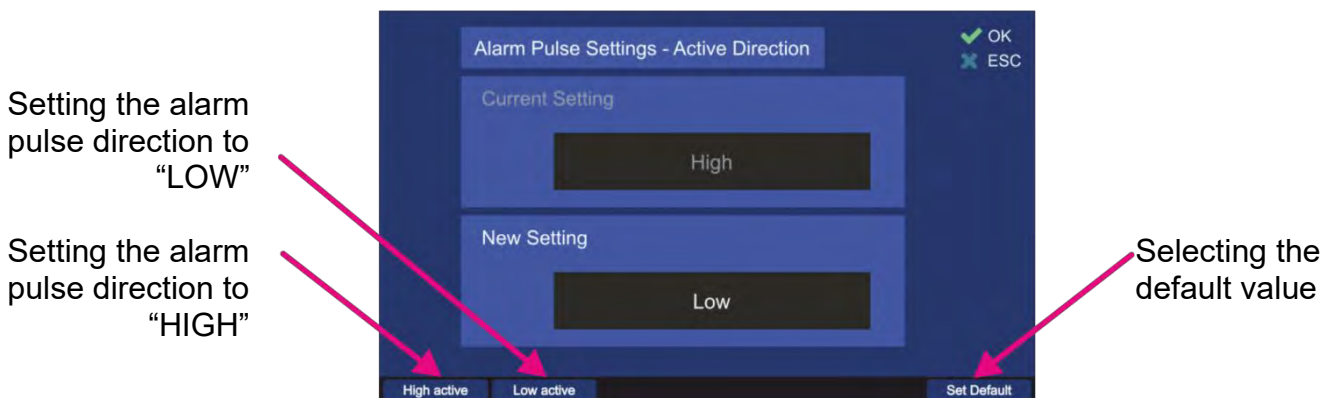 Setting the alarm
pulse direction to
“LOW”
Setting the alarm
pulse direction to
“HIGH”
Alarm Pulse Settings - Active Direction
OK
ESC
Current Setting
High
New Setting
Low
High active
Low active
Set Default
Selecting the
default value